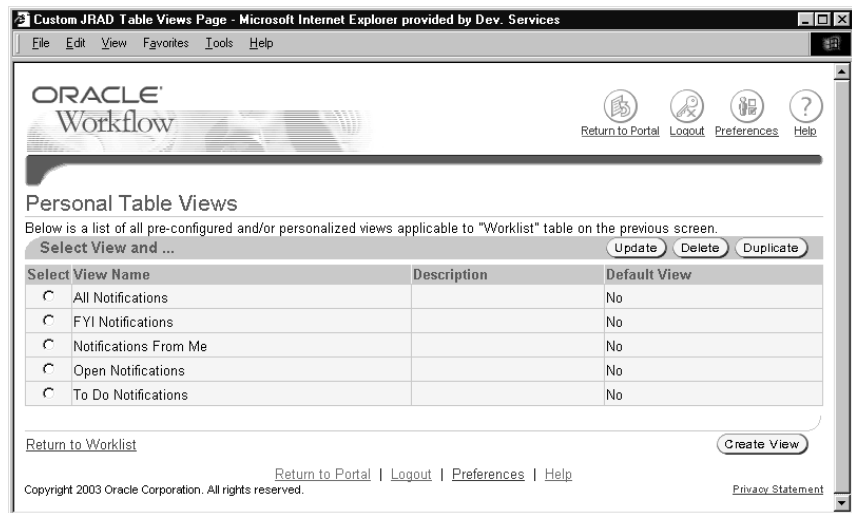 Custom JRAD Table Views Page - Microsoft Internet Explorer provided by Dev. Services
File Edit View Favorites Tools Help
ORACLE
Workflow
Return to Portal Logout Preferences Help
Personal Table Views
Below is a list of all pre-configured and/or personalized views applicable to "Worklist" table on the previous screen.
Select View and ... Update Delete Duplicate
Select View Name Description Default View
All Notifications No
FYI Notifications No
Notifications From Me No
Open Notifications No
To Do Notifications No
Return to Worklist Create View
Return to Portal | Logout | Preferences | Help
Copyright 2003 Oracle Corporation. All rights reserved. Privacy Statement